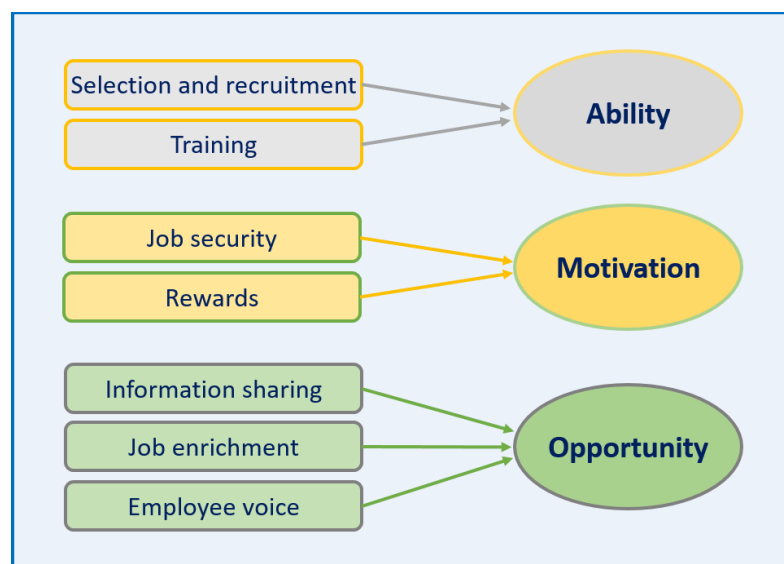 Selection and recruitment
Training
Ability
Job security
Rewards
Motivation
Information sharing
Job enrichment
Employee voice
Opportunity